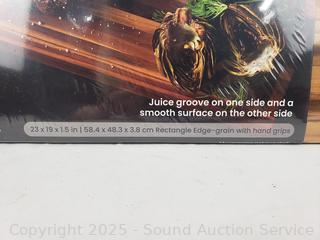 Juice groove on one side and a
smooth surface on the other side
23 x 19 x 1.5 in | 58.4 x 48.3 x 3.8 cm Rectangle Edge-grain with hand grips
Copyright 2025 - Sound Auction Service